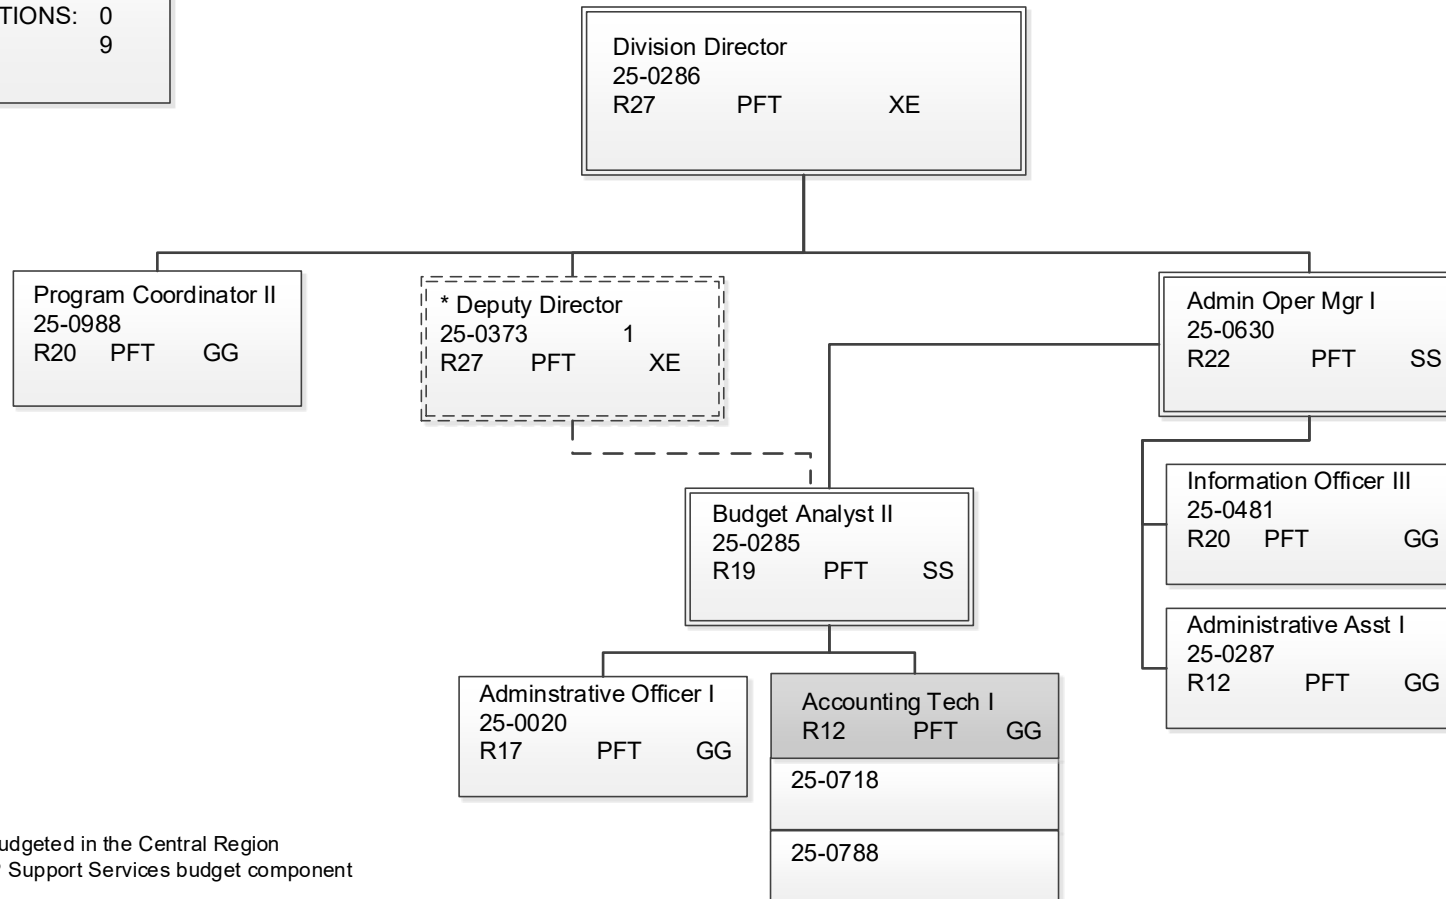 TIONS: 0
9
Division Director
25-0286
R27 PFT XE
Program Coordinator II
25-0988
R20 PFT GG
* Deputy Director
25-0373 1
R27 PFT XE
Admin Oper Mgr I
25-0630
R22 PFT SS
Budget Analyst II
25-0285
R19 PFT SS
Information Officer III
25-0481
R20 PFT GG
Administrative Asst I
25-0287
R12 PFT GG
Adminstrative Officer I
25-0020
R17 PFT GG
Accounting Tech I
R12 PFT GG
25-0718
25-0788
udgeted in the Central Region
Support Services budget component